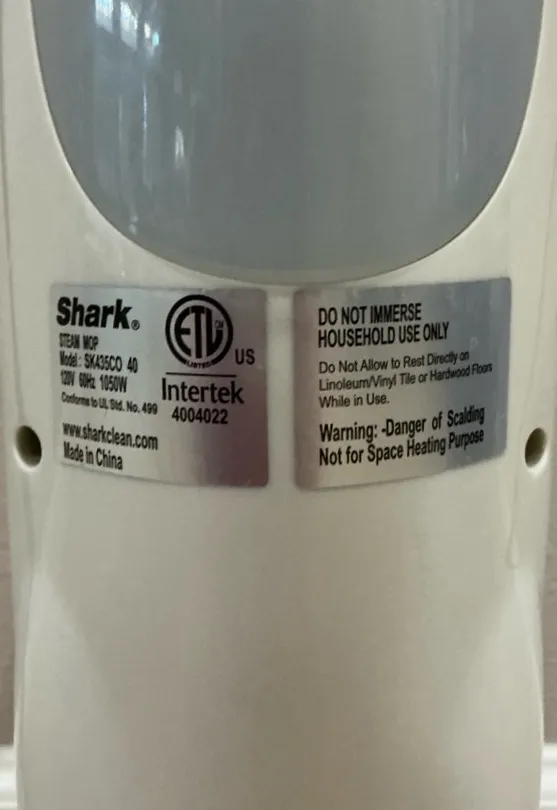 Shark®
STEAM MOP
Model: SK435CO 40
120V 60Hz 1050W
Conforms to UL Std. No. 499
www.sharkclean.com
Made in China
ETL CM
LISTED
US
Intertek
4004022
DO NOT IMMERSE
HOUSEHOLD USE ONLY
Do Not Allow to Rest Directly on
Linoleum/Vinyl Tile or Hardwood Floors
While in Use.
Warning: -Danger of Scalding
Not for Space Heating Purpose